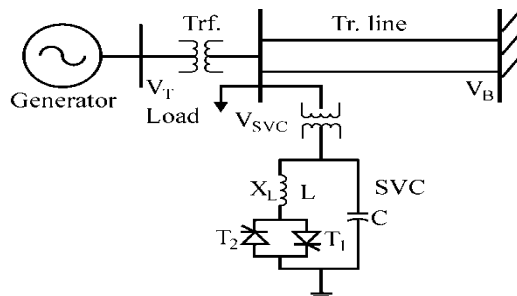 Trf.
Tr. line
V_T
V_B
Generator
Load
V_SVC
X_L
L
SVC
C
T_2
T_1